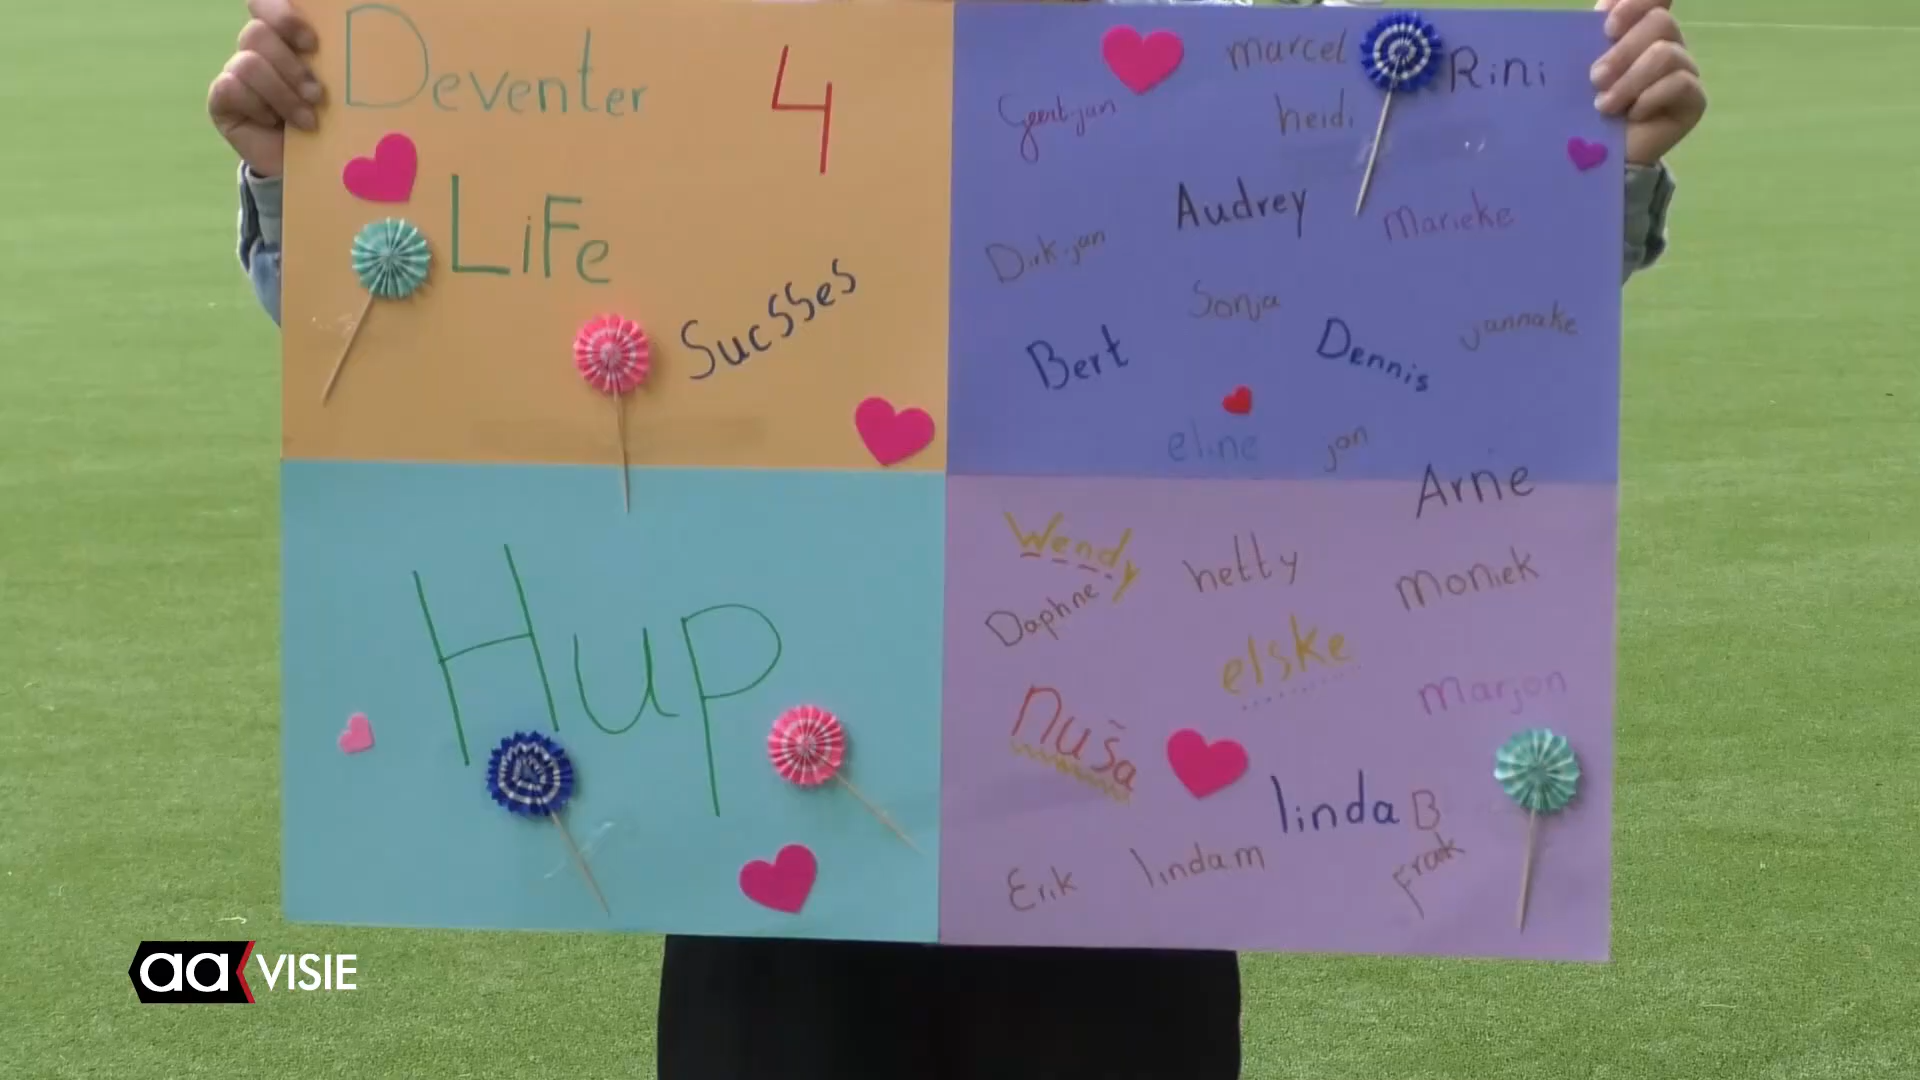 Deventer 4
LiFe
Sucsses
Hup
marcel Rini
Geert-jan heidi
Audrey Marieke
Dirk-jan
Sonja
Bert Dennis jannake
eline jan
Arne
Wendy hetty moniek
Daphne
elske
Marjon
nuša
linda B
Erik lindam Frank
aa VISIE